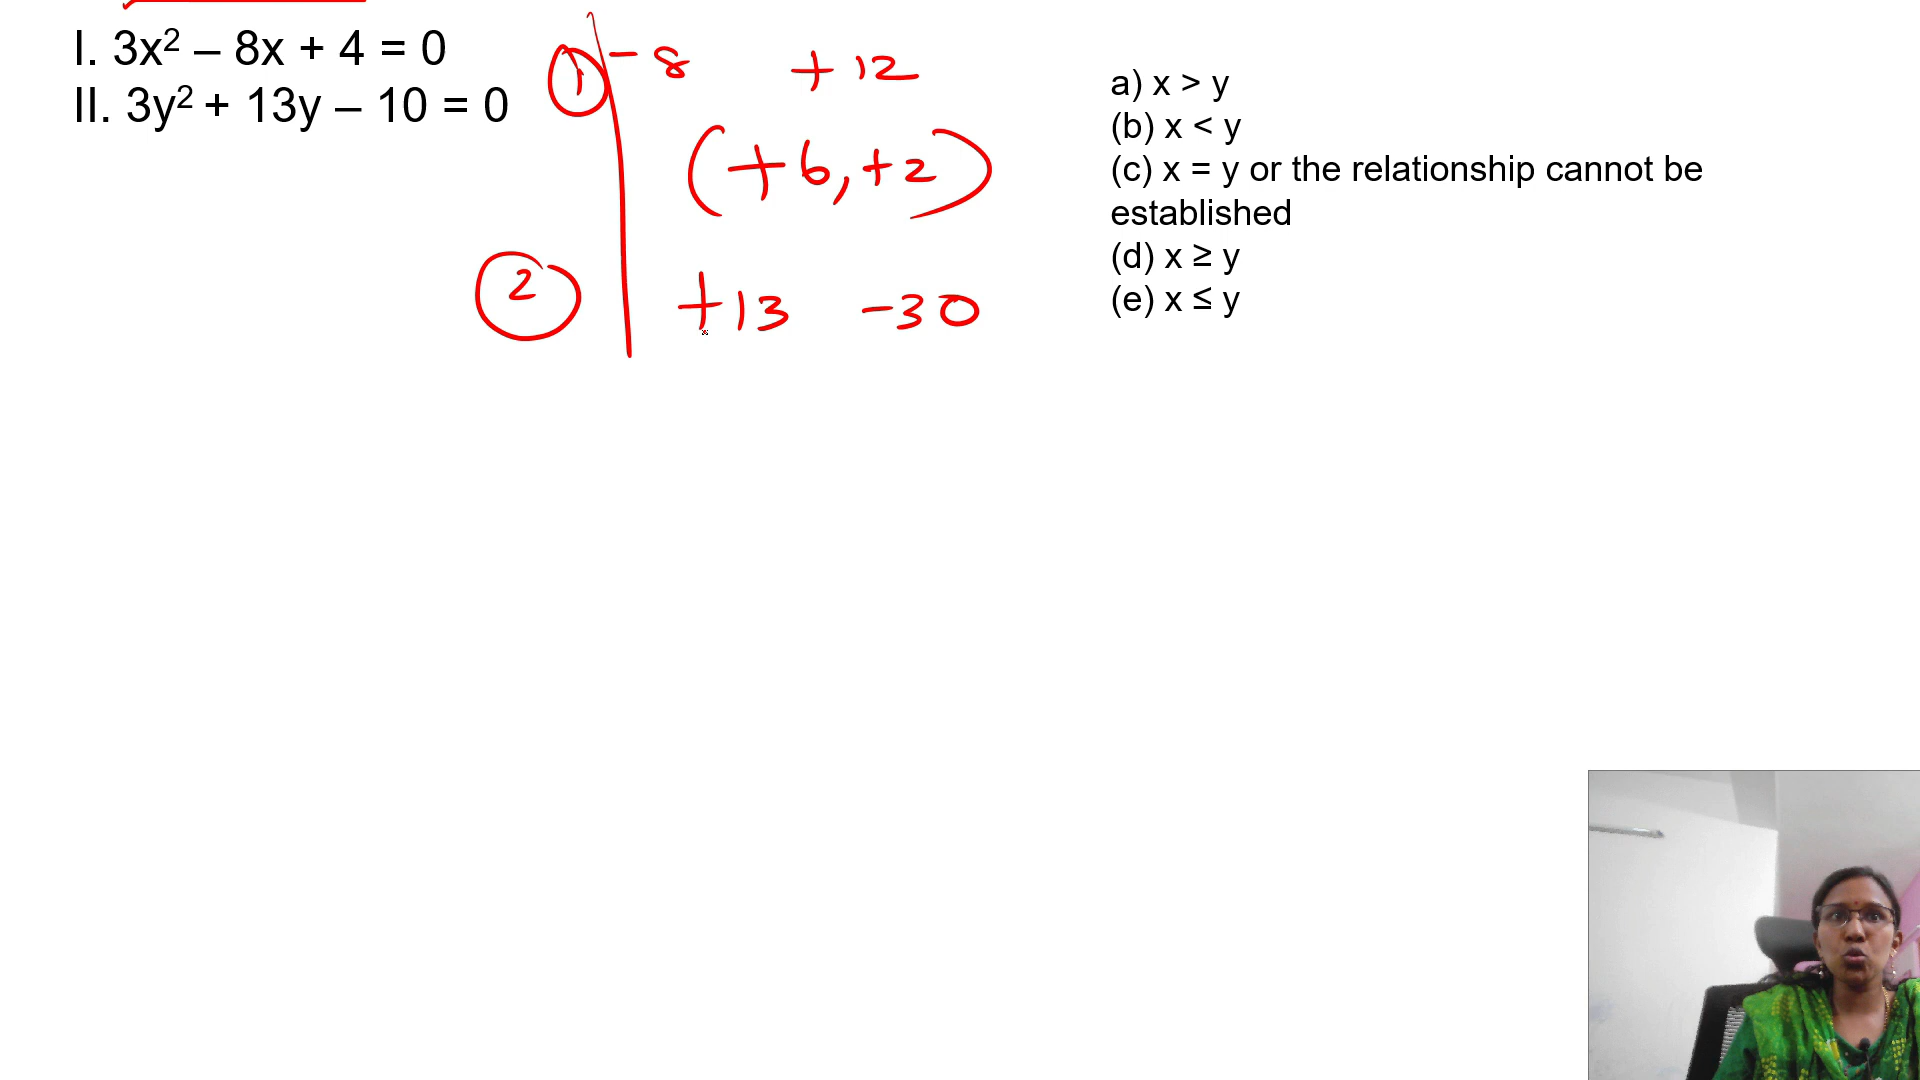 I. 3x² – 8x + 4 = 0
II. 3y² + 13y – 10 = 0
1 - 8 + 12
(+6, +2)
2 +13 -30
a) x > y
(b) x < y
(c) x = y or the relationship cannot be
established
(d) x ≥ y
(e) x ≤ y